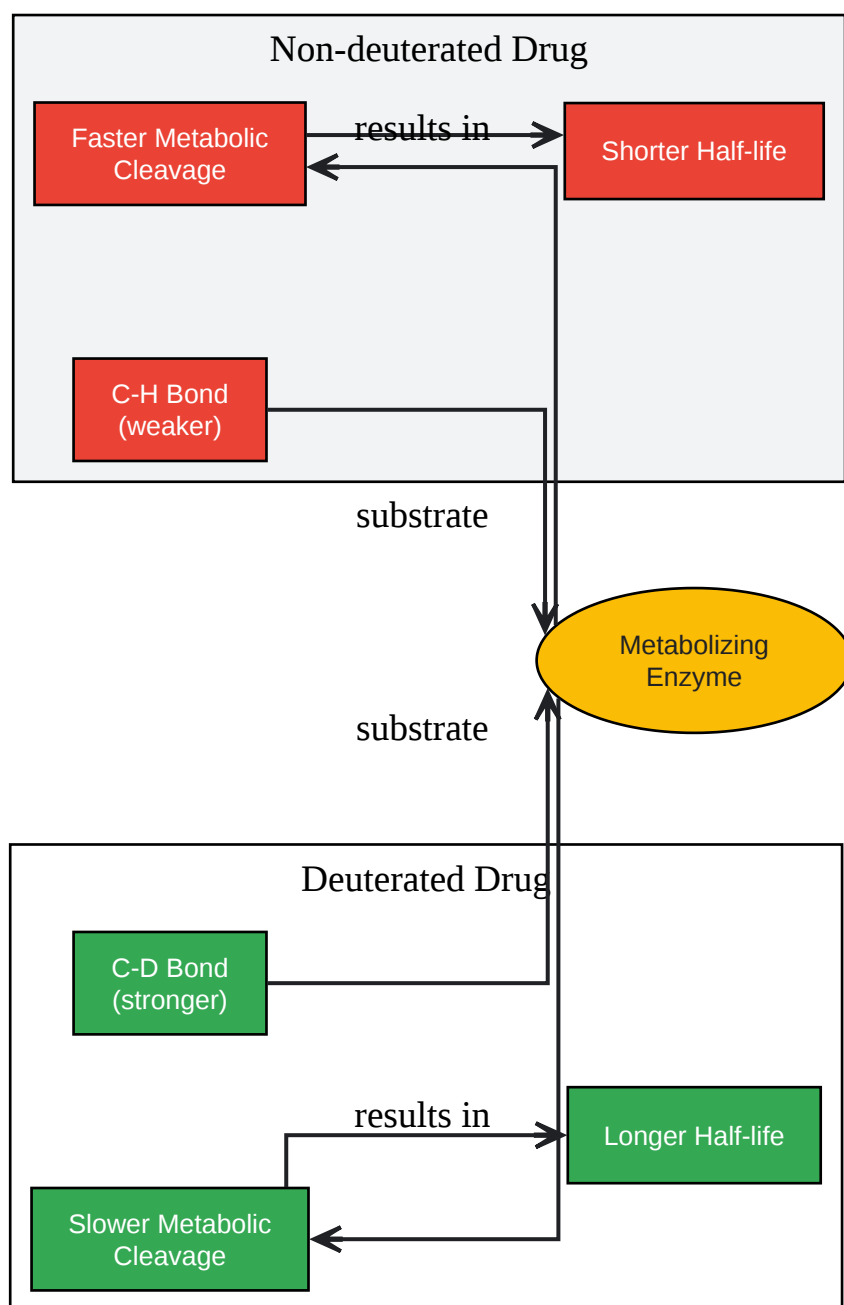 Non-deuterated Drug
Faster Metabolic
Cleavage
results in
Shorter Half-life
C-H Bond
(weaker)
substrate
Metabolizing
Enzyme
substrate
Deuterated Drug
C-D Bond
(stronger)
results in
Longer Half-life
Slower Metabolic
Cleavage